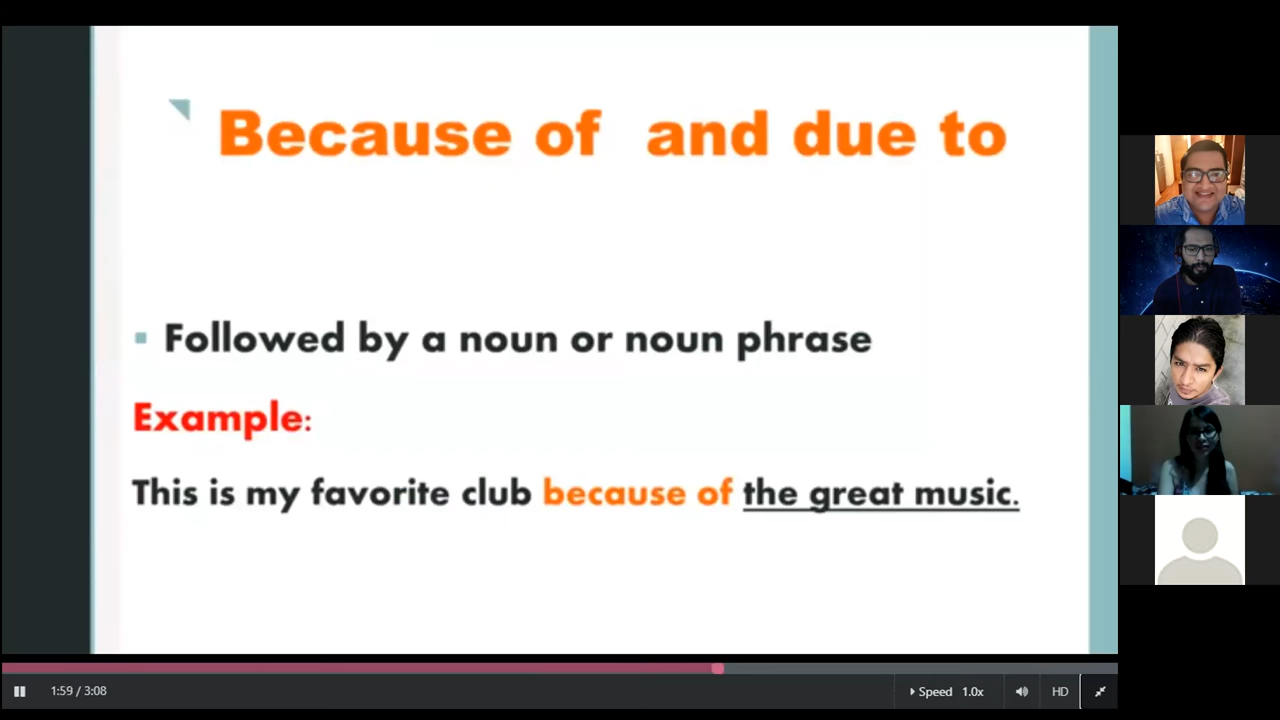 Because of and due to
Followed by a noun or noun phrase
Example:
This is my favorite club because of the great music.
1:59 / 3:08
Speed 1.0x
HD